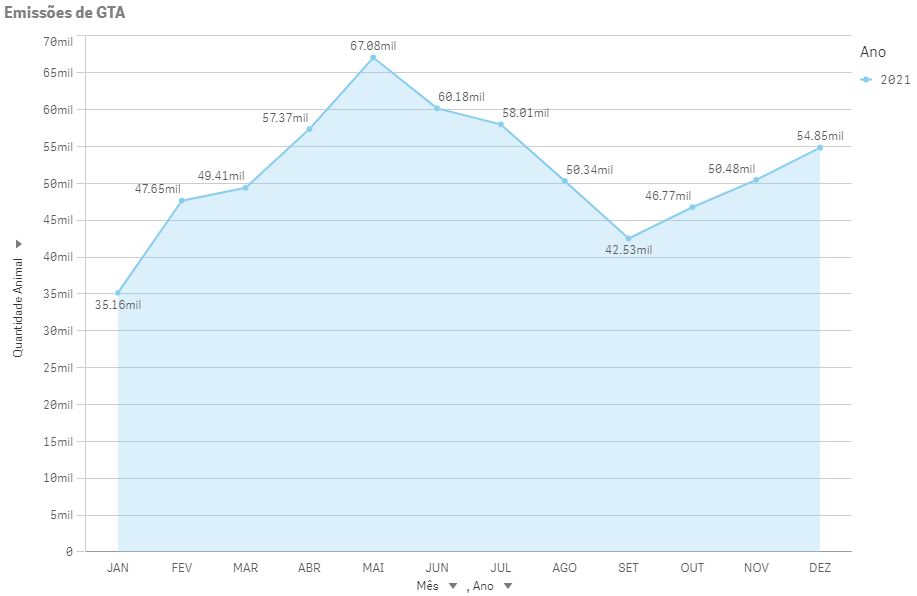 Emissões de GTA
70mil
65mil
60mil
55mil
50mil
45mil
40mil
35mil
30mil
25mil
20mil
15mil
10mil
5mil
0
Quantidade Animal
35.16mil
47.65mil
49.41mil
57.37mil
67.08mil
60.18mil
58.01mil
50.34mil
42.53mil
46.77mil
50.48mil
54.85mil
JAN FEV MAR ABR MAI JUN JUL AGO SET OUT NOV DEZ
Mês , Ano
Ano
2021